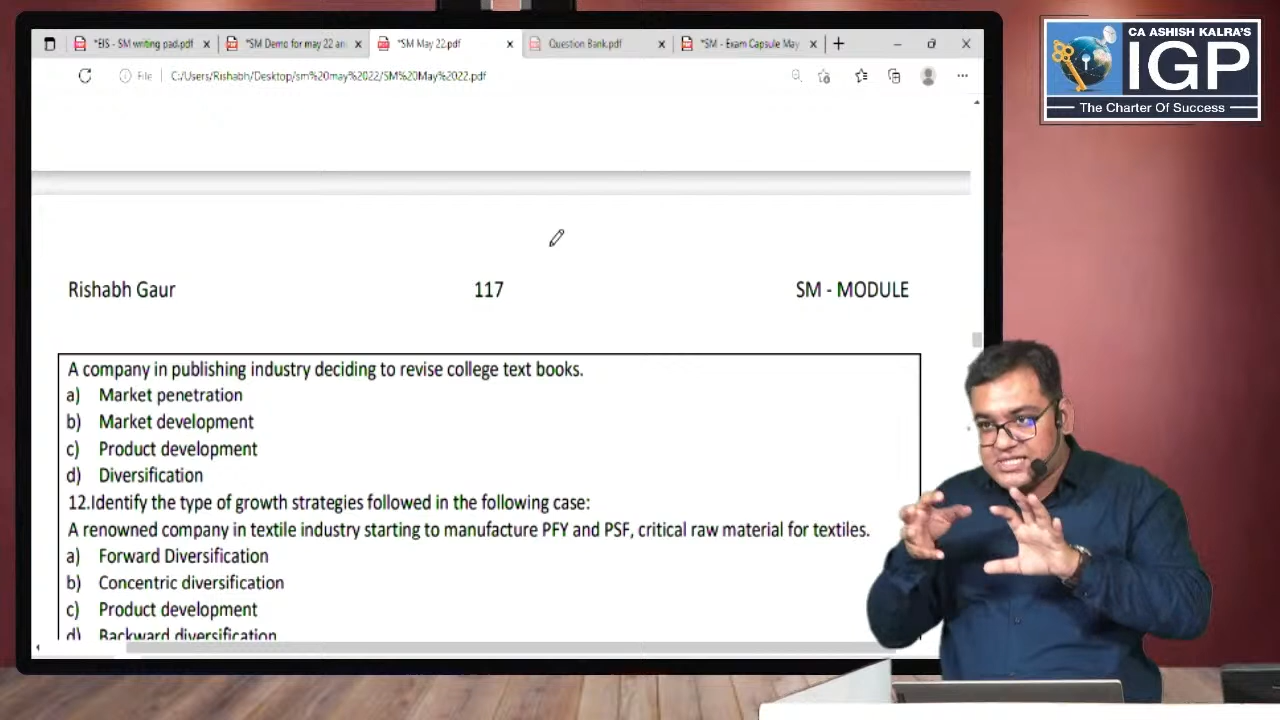 *EIS - SM writing pad.pdf
*SM Demo for may 22 an
*SM May 22.pdf
Question Bank.pdf
*SM - Exam Capsule May
File
C:/Users/Rishabh/Desktop/sm%20may%2022/SM%20May%2022.pdf
CA ASHISH KALRA'S
IGP
The Charter Of Success
Rishabh Gaur 117 SM - MODULE
A company in publishing industry deciding to revise college text books.
a) Market penetration
b) Market development
c) Product development
d) Diversification
12.Identify the type of growth strategies followed in the following case:
A renowned company in textile industry starting to manufacture PFY and PSF, critical raw material for textiles.
a) Forward Diversification
b) Concentric diversification
c) Product development
d) Backward diversification